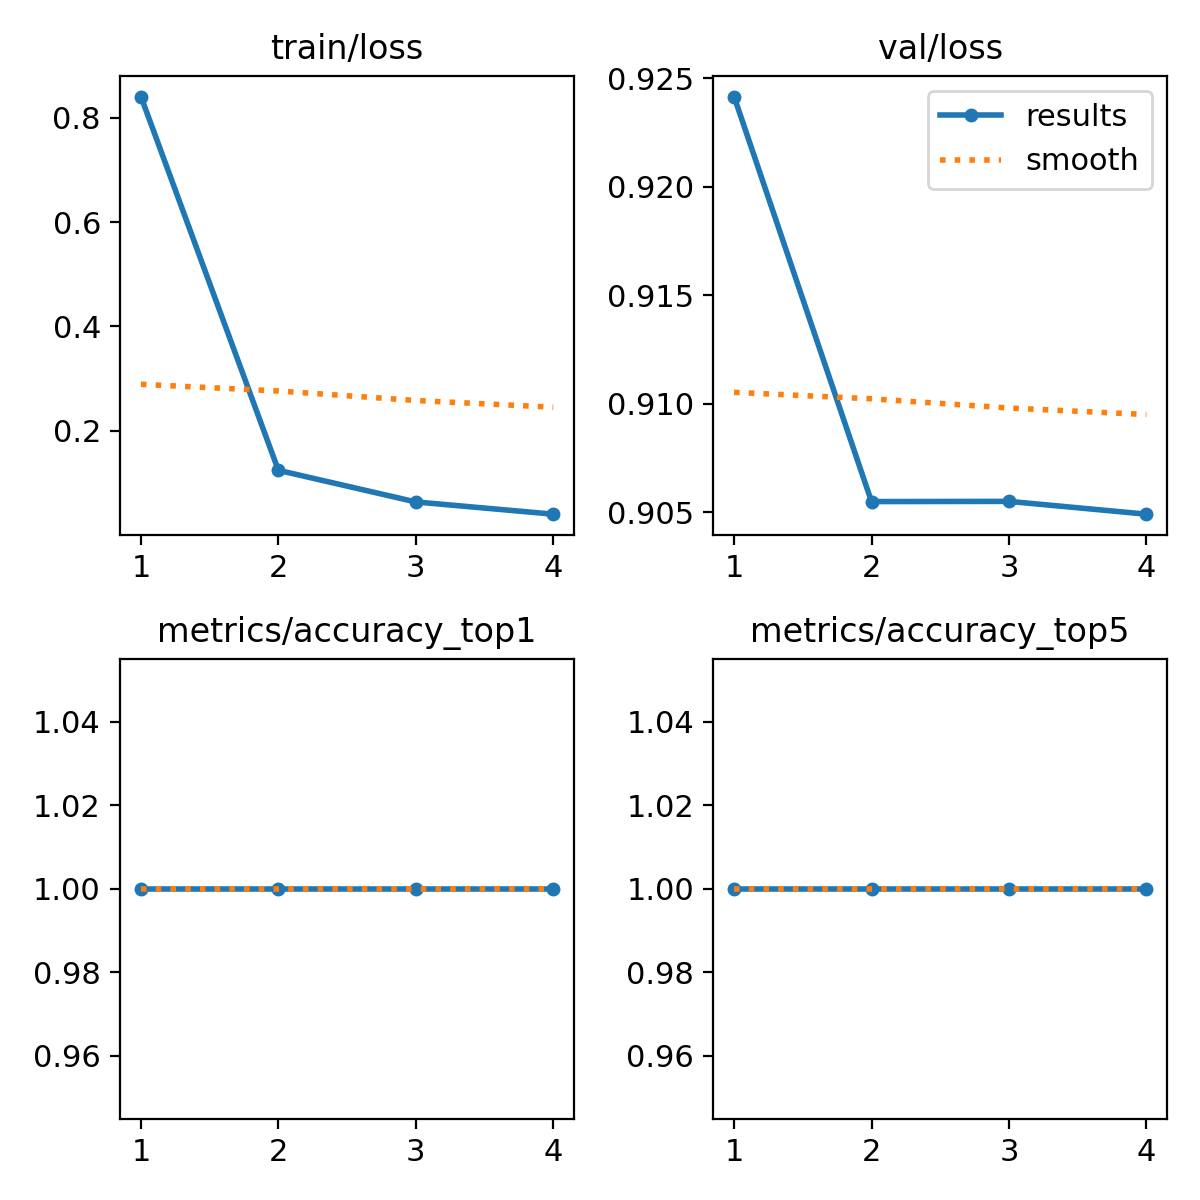 train/loss
0.8
0.6
0.4
0.2
1 2 3 4
val/loss
0.925
0.920
0.915
0.910
0.905
results
smooth
1 2 3 4
metrics/accuracy_top1
1.04
1.02
1.00
0.98
0.96
1 2 3 4
metrics/accuracy_top5
1.04
1.02
1.00
0.98
0.96
1 2 3 4